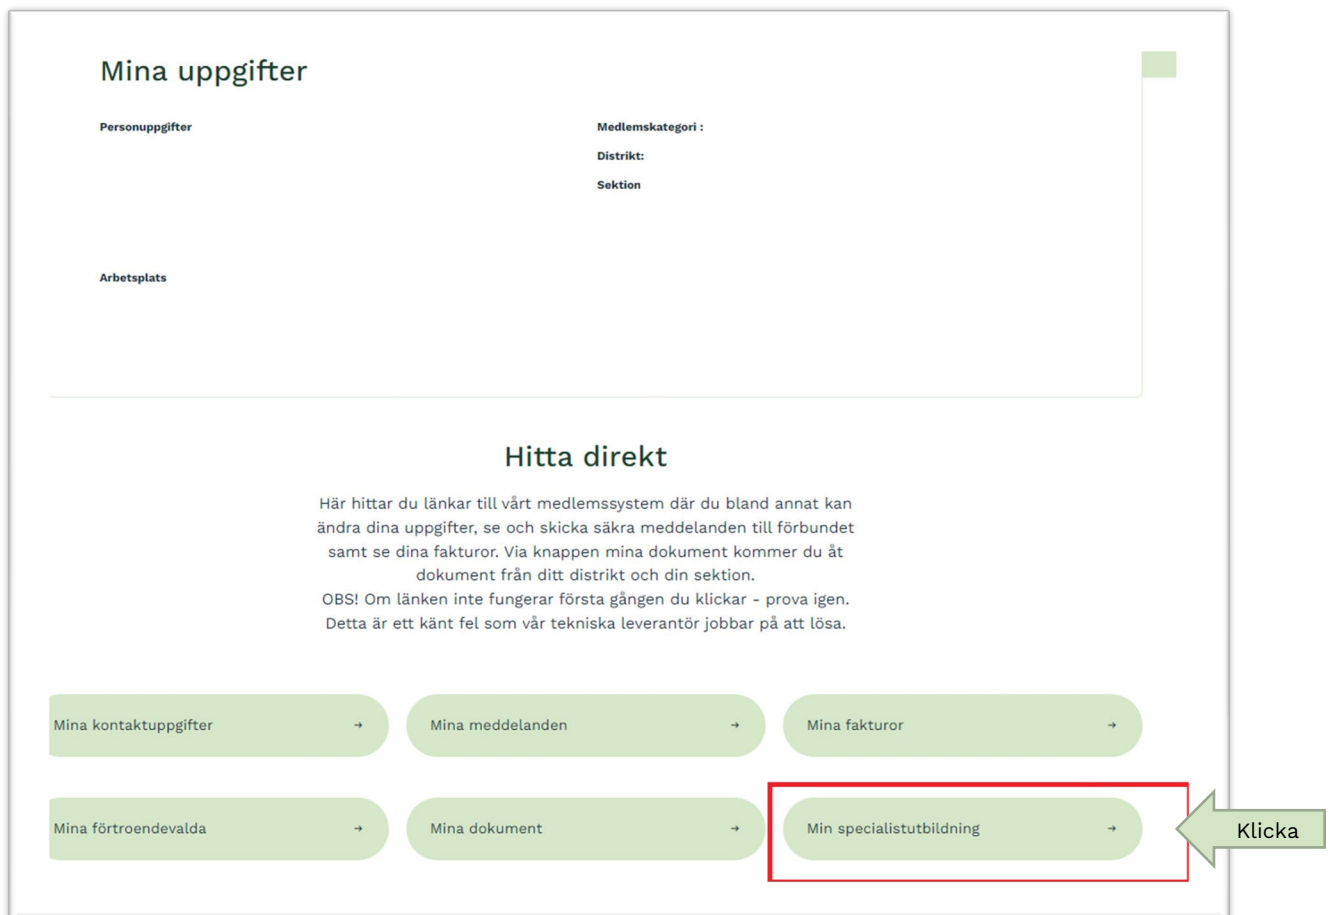 Mina uppgifter
Personuppgifter
Medlemskategori :
Distrikt:
Sektion
Arbetsplats
Hitta direkt
Här hittar du länkar till vårt medlemssystem där du bland annat kan
ändra dina uppgifter, se och skicka säkra meddelanden till förbundet
samt se dina fakturor. Via knappen mina dokument kommer du åt
dokument från ditt distrikt och din sektion.
OBS! Om länken inte fungerar första gången du klickar - prova igen.
Detta är ett känt fel som vår tekniska leverantör jobbar på att lösa.
Mina kontaktuppgifter →
Mina meddelanden →
Mina fakturor →
Mina förtroendevalda →
Mina dokument →
Min specialistutbildning →
Klicka